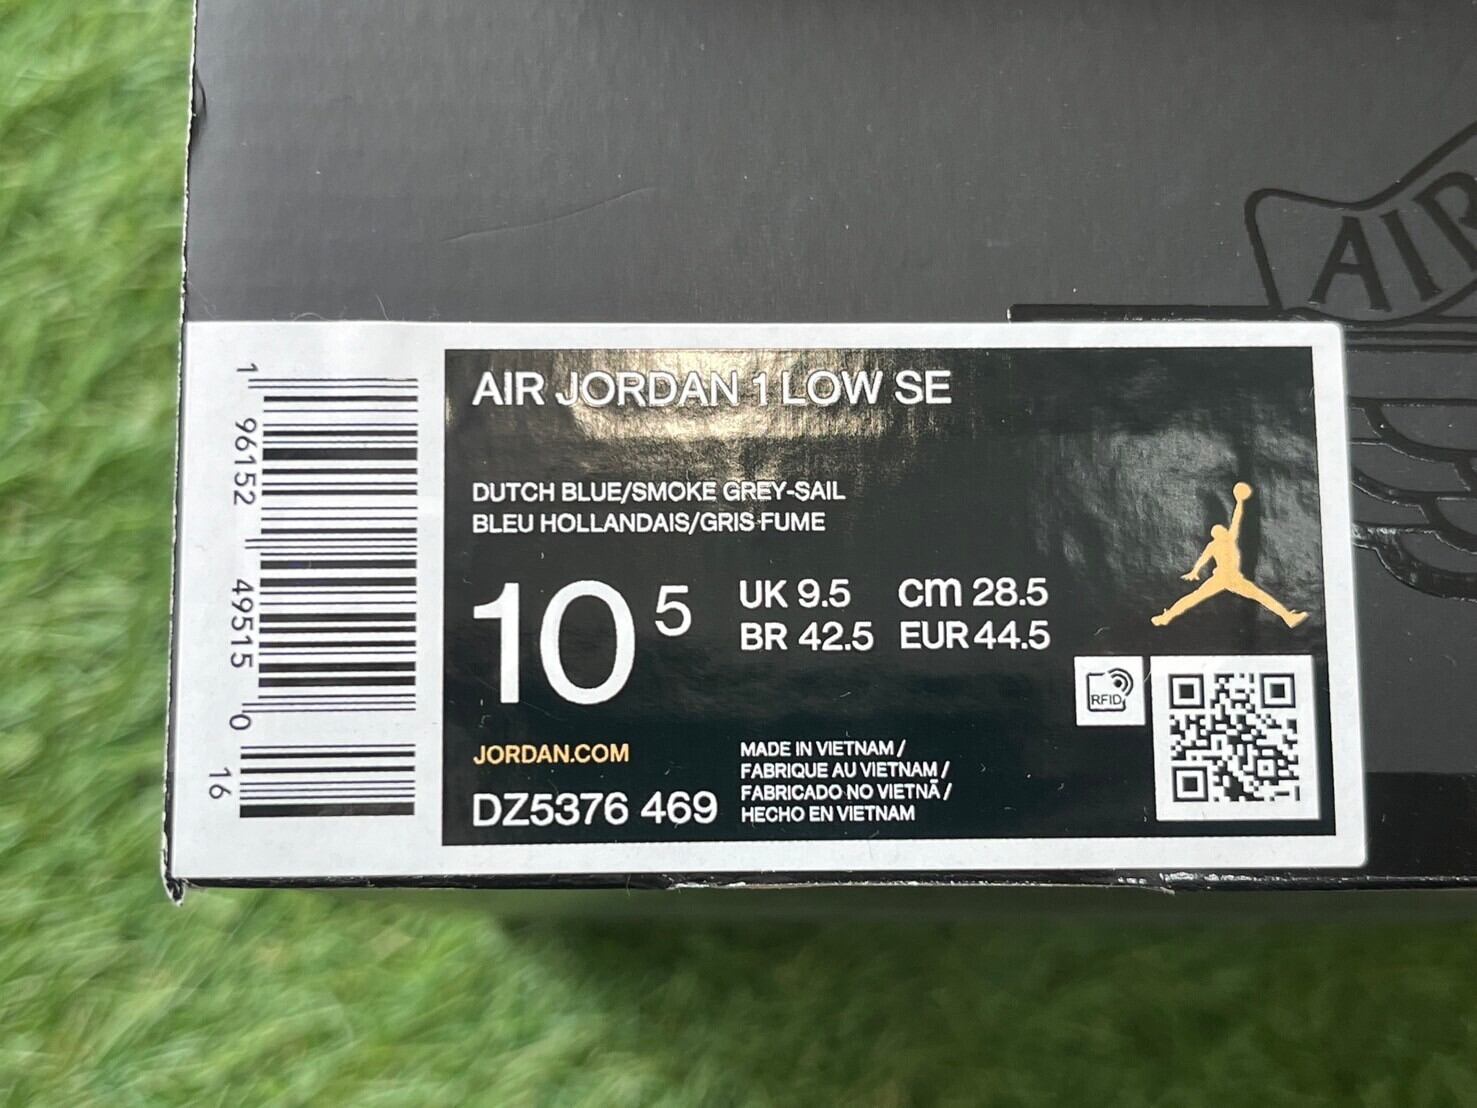 AIR
AIR JORDAN 1 LOW SE
DUTCH BLUE/SMOKE GREY-SAIL
BLEU HOLLANDAIS/GRIS FUME
10 5
UK 9.5 cm 28.5
BR 42.5 EUR 44.5
RFID
JORDAN.COM
DZ5376 469
MADE IN VIETNAM /
FABRIQUE AU VIETNAM /
FABRICADO NO VIETNÃ /
HECHO EN VIETNAM
1 96152 49515 0
16